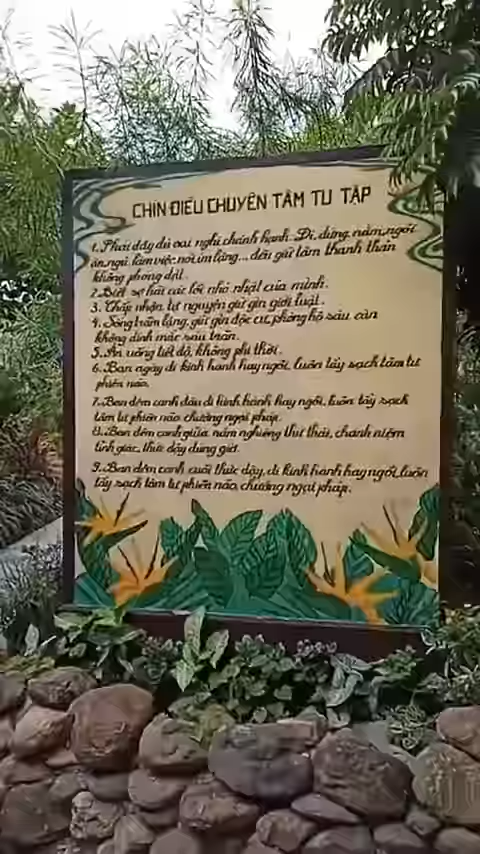 CHÍN ĐIỀU CHUYÊN TÂM TU TẬP
1. Phải đầy đủ oai nghi chánh hạnh. Đi, đứng, nằm, ngồi
ăn, ngủ, làm việc, nói im lặng... đều giữ tâm thanh thản
không phóng dật.
2. Biết sợ hãi các lỗi nhỏ nhặt của mình.
3. Chấp nhận, tự nguyện giữ gìn giới luật.
4. Sống trầm lặng, giữ gìn độc cư, phòng hộ sáu căn
không dính mắc sáu trần.
5. Ăn uống tiết độ, không phi thời.
6. Ban ngày đi kinh hành hay ngồi, luôn tẩy sạch tâm tư
phiền não.
7. Ban đêm canh đầu đi kinh hành hay ngồi, luôn tẩy sạch
tâm tư phiền não, chướng ngại pháp.
8. Ban đêm canh giữa nằm nghiêng thư thái, chánh niệm
tỉnh giác, thức dậy đúng giờ.
9. Ban đêm canh cuối thức dậy, đi kinh hành hay ngồi, luôn
tẩy sạch tâm tư phiền não, chướng ngại pháp.